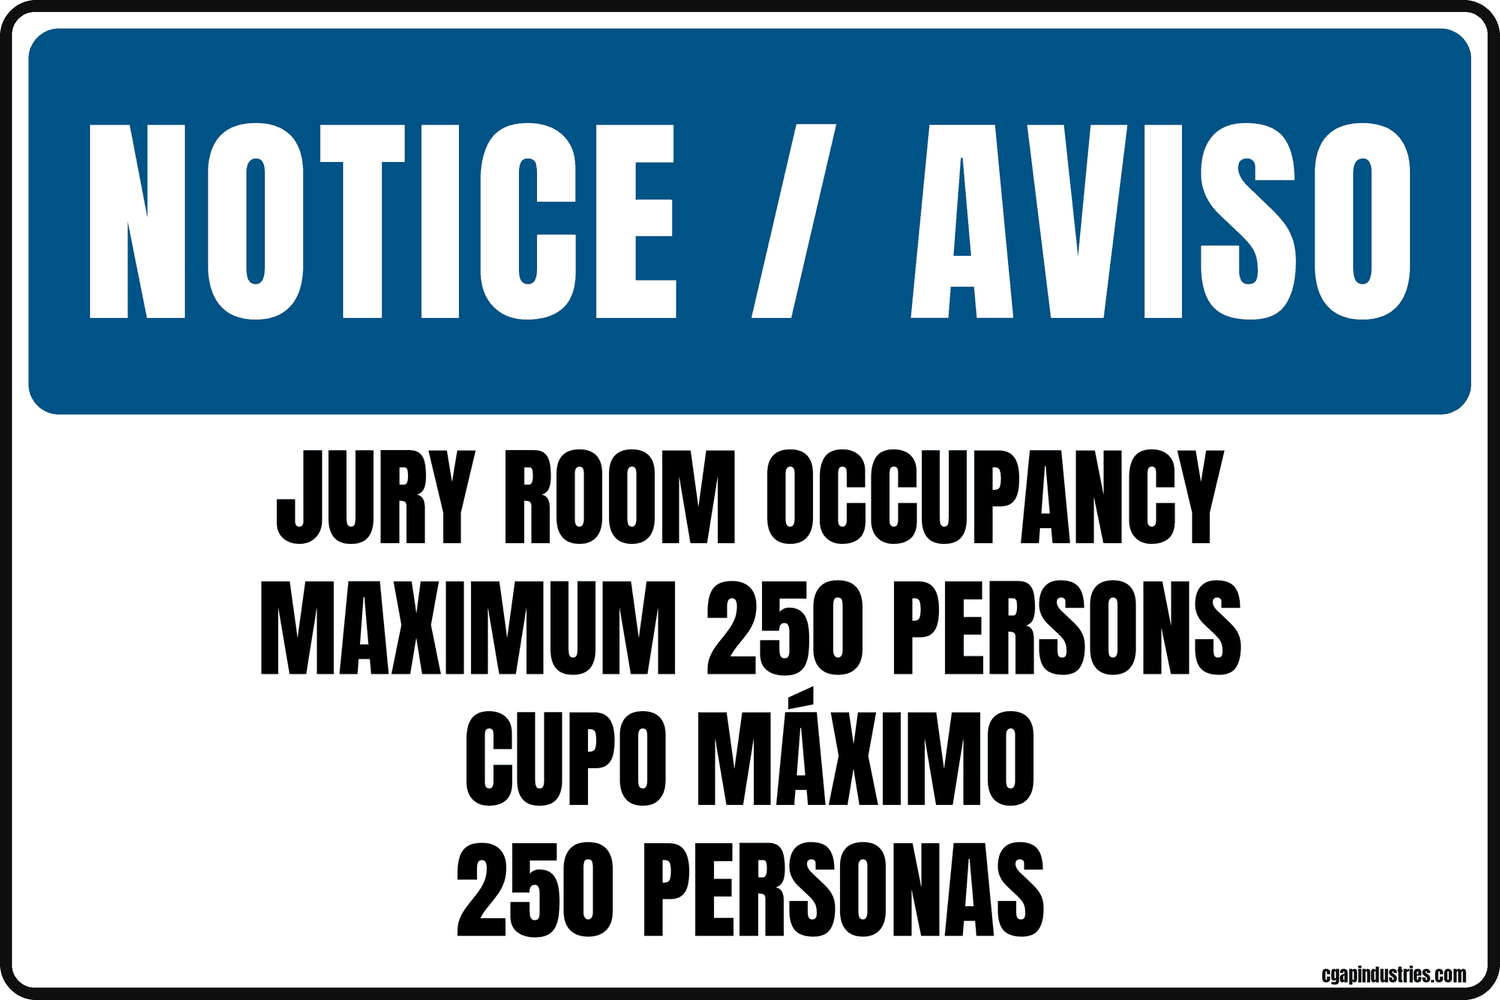 NOTICE / AVISO
JURY ROOM OCCUPANCY
MAXIMUM 250 PERSONS
CUPO MÁXIMO
250 PERSONAS
cgapindustries.com